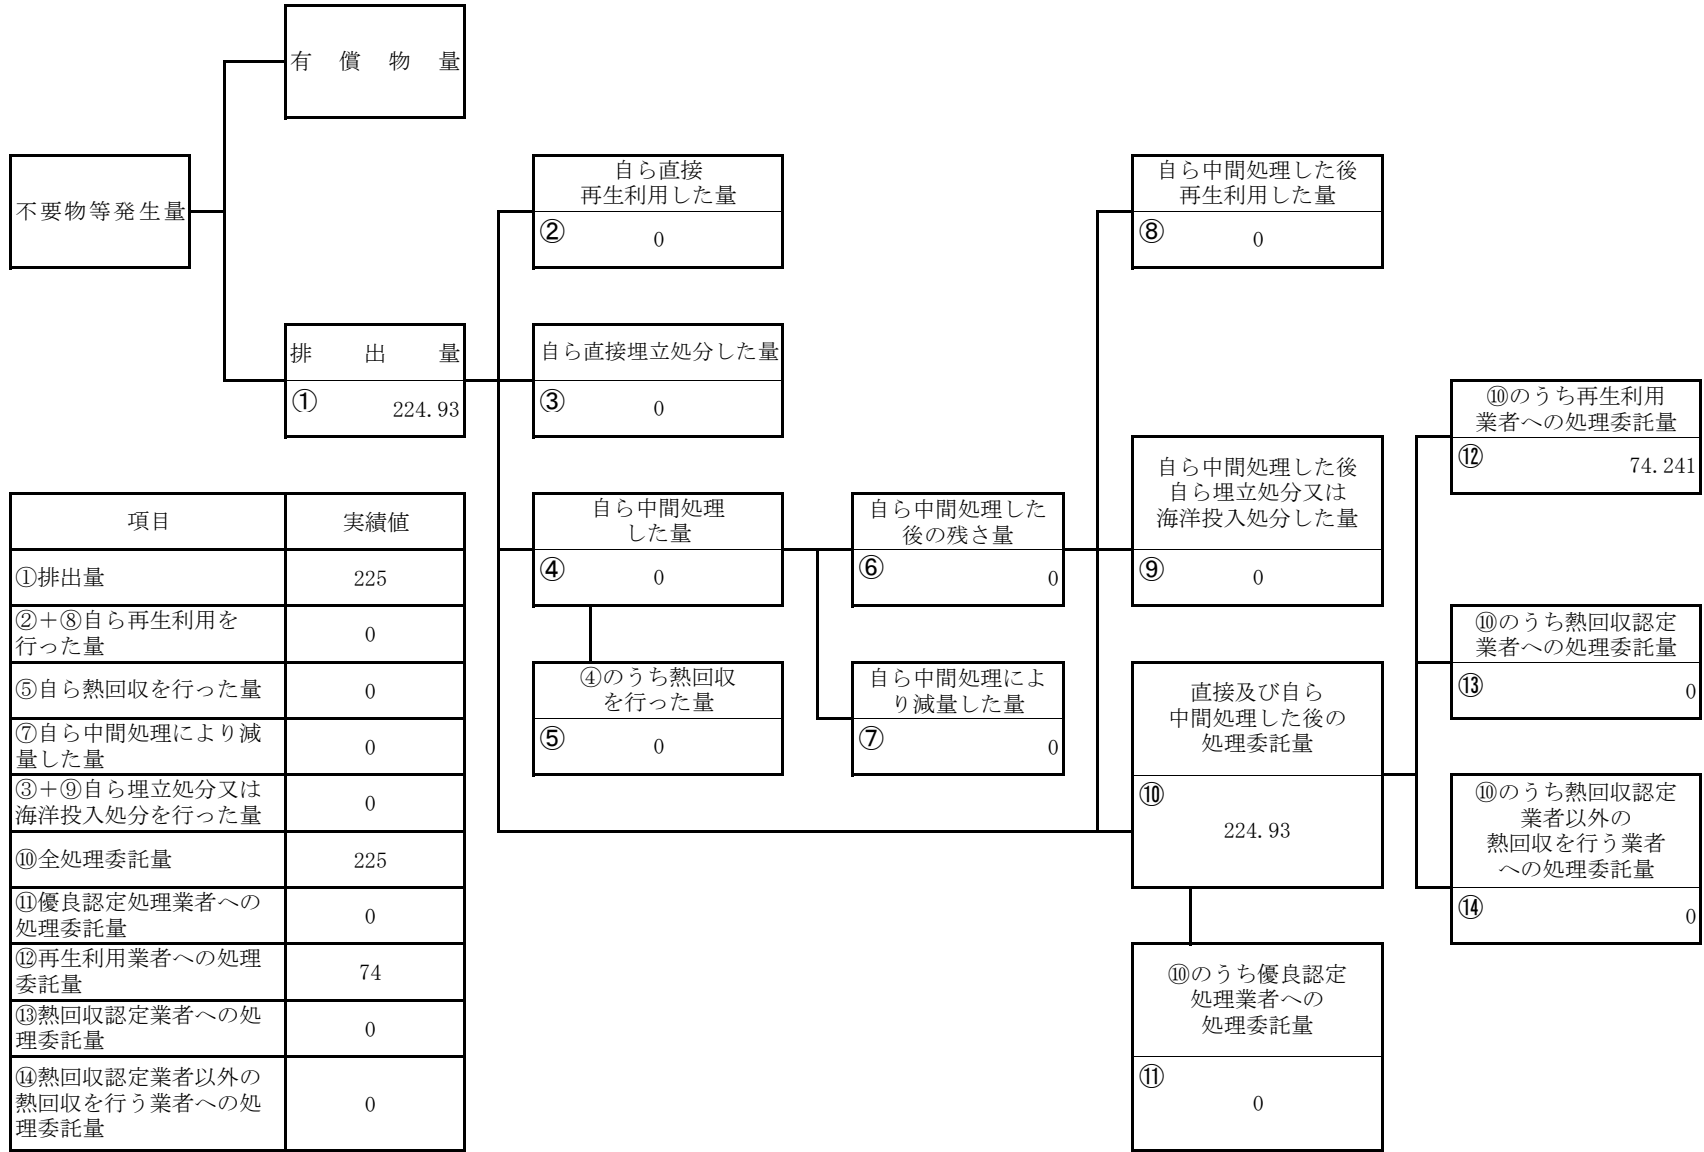 有償物量
不要物等発生量
排出量
① 224.93
自ら直接
再生利用した量
② 0
自ら直接埋立処分した量
③ 0
自ら中間処理
した量
④ 0
④のうち熱回収
を行った量
⑤ 0
自ら中間処理した
後の残さ量
⑥ 0
自ら中間処理によ
り減量した量
⑦ 0
自ら中間処理した後
再生利用した量
⑧ 0
自ら中間処理した後
自ら埋立処分又は
海洋投入処分した量
⑨ 0
直接及び自ら
中間処理した後の
処理委託量
⑩
224.93
⑩のうち優良認定
処理業者への
処理委託量
⑪
0
⑩のうち再生利用
業者への処理委託量
⑫ 74.241
⑩のうち熱回収認定
業者への処理委託量
⑬ 0
⑩のうち熱回収認定
業者以外の
熱回収を行う業者
への処理委託量
⑭ 0
項目 実績値
①排出量 225
②+⑧自ら再生利用を
行った量 0
⑤自ら熱回収を行った量 0
⑦自ら中間処理により減
量した量 0
③+⑨自ら埋立処分又は
海洋投入処分を行った量 0
⑩全処理委託量 225
⑪優良認定処理業者への
処理委託量 0
⑫再生利用業者への処理
委託量 74
⑬熱回収認定業者への処
理委託量 0
⑭熱回収認定業者以外の
熱回収を行う業者への処
理委託量 0